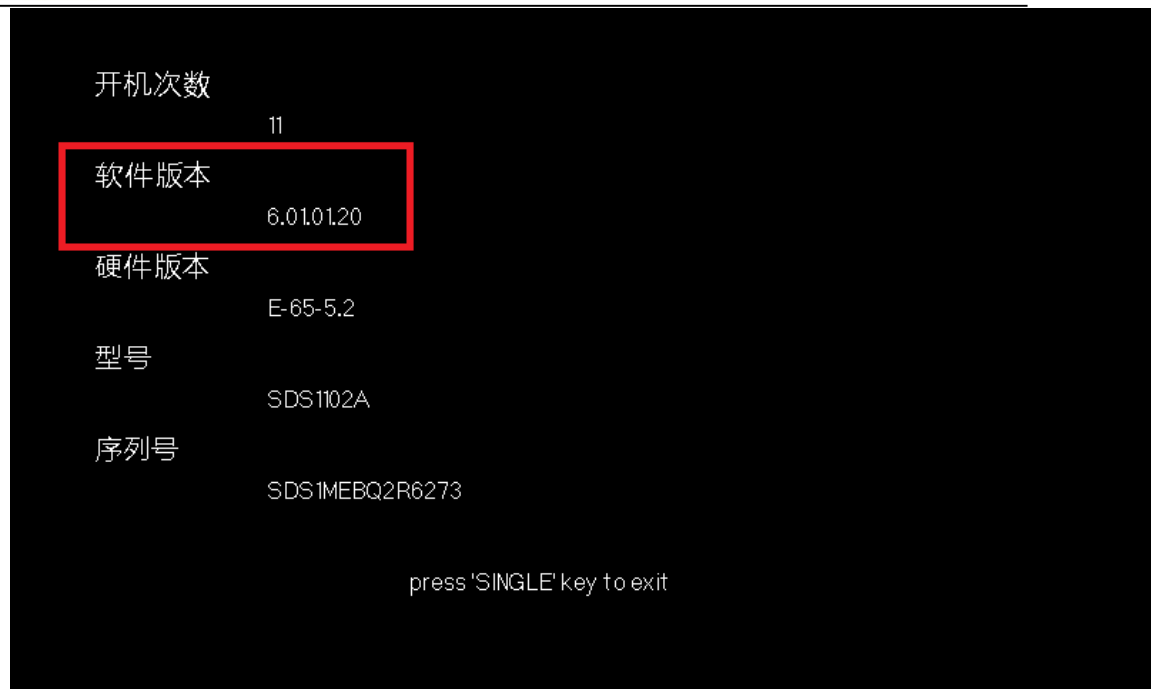 开机次数
11
软件版本
6.01.01.20
硬件版本
E-65-5.2
型号
SDS1102A
序列号
SDS1MEBQ2R6273
press 'SINGLE' key to exit